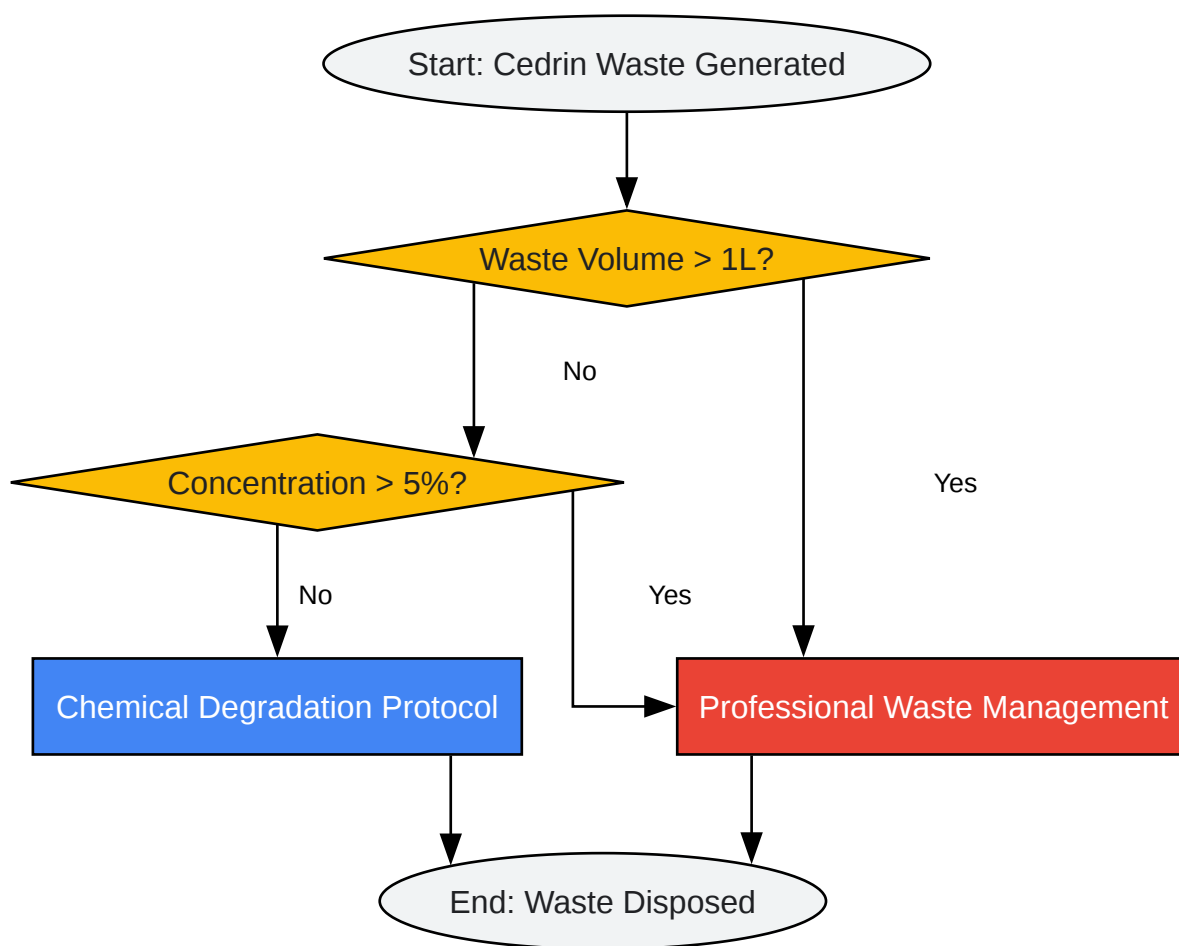 Start: Cedrin Waste Generated
Waste Volume > 1L?
No
Concentration > 5%?
Yes
No
Yes
Chemical Degradation Protocol
Professional Waste Management
End: Waste Disposed